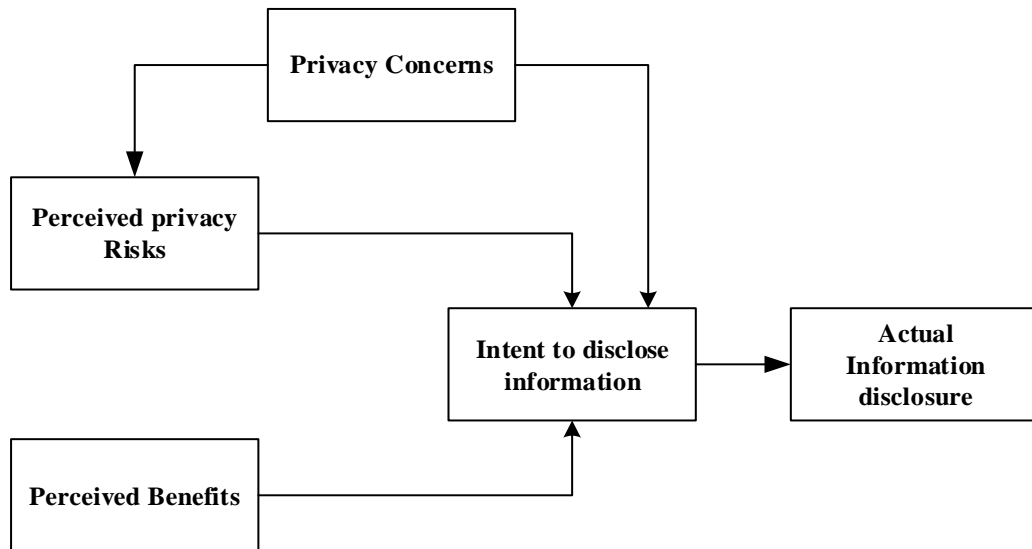 Privacy Concerns
Perceived privacy
Risks
Intent to disclose
information
Actual
Information
disclosure
Perceived Benefits